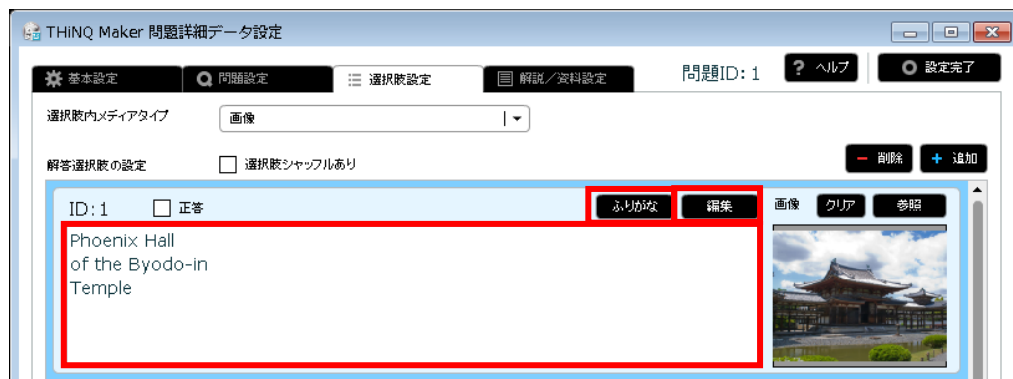 THiNQ Maker 問題詳細データ設定
基本設定 問題設定 選択肢設定 解説／資料設定 問題ID: 1 ? ヘルプ 設定完了
選択肢内メディアタイプ 画像
解答選択肢の設定 選択肢シャッフルあり 削除 + 追加
ID: 1 正答 ふりがな 編集 画像 クリア 参照
Phoenix Hall
of the Byodo-in
Temple